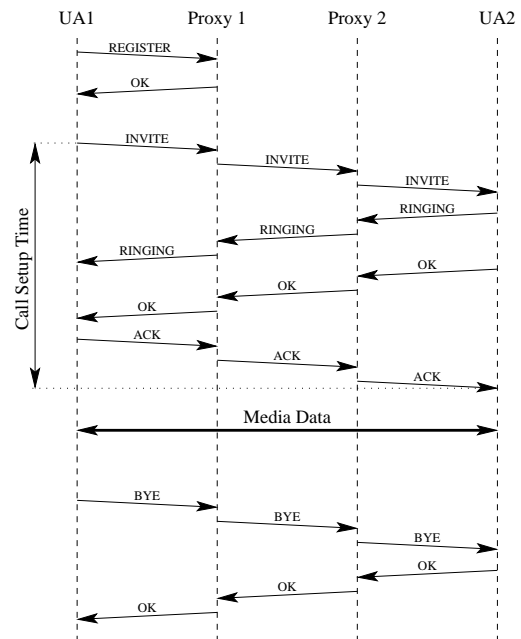 UA1 Proxy 1 Proxy 2 UA2
REGISTER
OK
INVITE
INVITE
INVITE
RINGING
RINGING
RINGING
OK
OK
OK
ACK
ACK
ACK
Call Setup Time
Media Data
BYE
BYE
BYE
OK
OK
OK